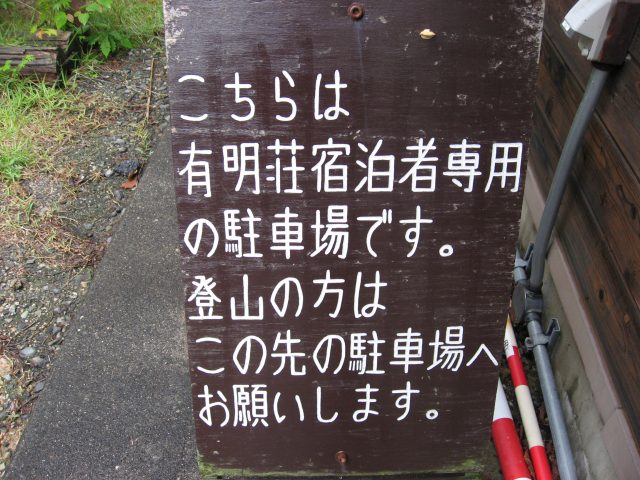 こちらは
有明荘宿泊者専用
の駐車場です。
登山の方は
この先の駐車場へ
お願いします。